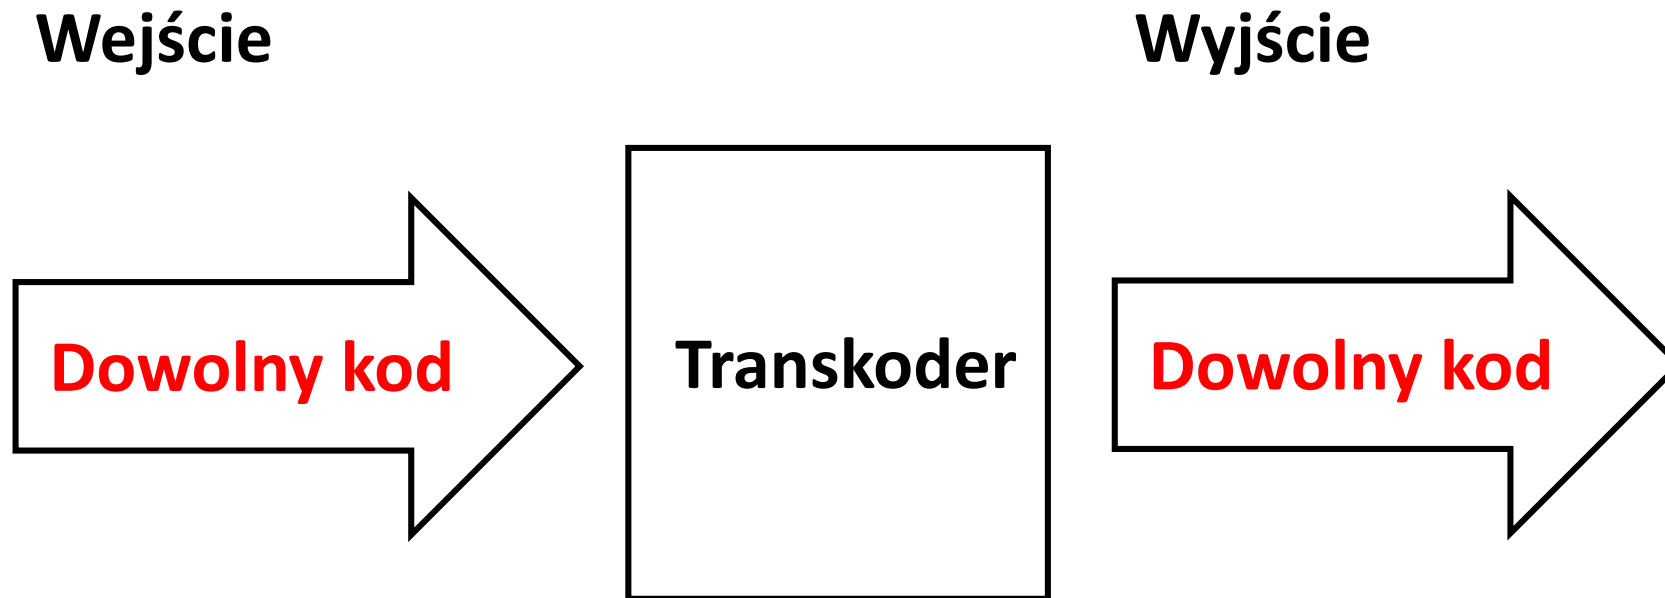 Wejście
Wyjście
Dowolny kod
Transkoder
Dowolny kod